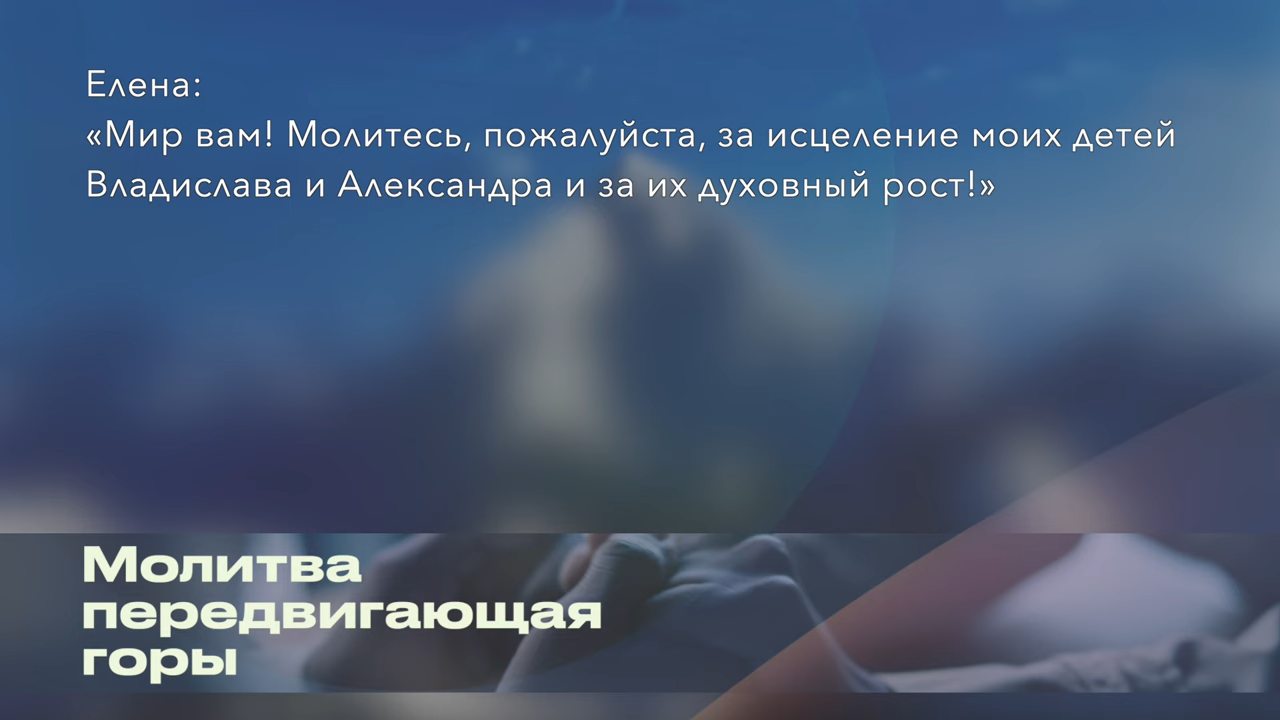 Елена:
«Мир вам! Молитесь, пожалуйста, за исцеление моих детей
Владислава и Александра и за их духовный рост!»
Молитва
передвигающая
горы